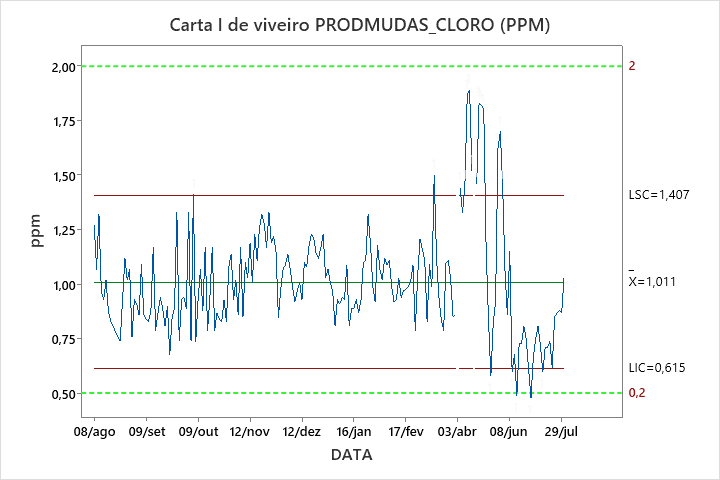 Carta I de viveiro PRODMUDAS_CLORO (PPM)
2,00
1,75
1,50
1,25
1,00
0,75
0,50
ppm
2
LSC=1,407
_
X=1,011
LIC=0,615
0,2
08/ago 09/set 09/out 12/nov 12/dez 16/jan 17/fev 03/abr 08/jun 29/jul
DATA